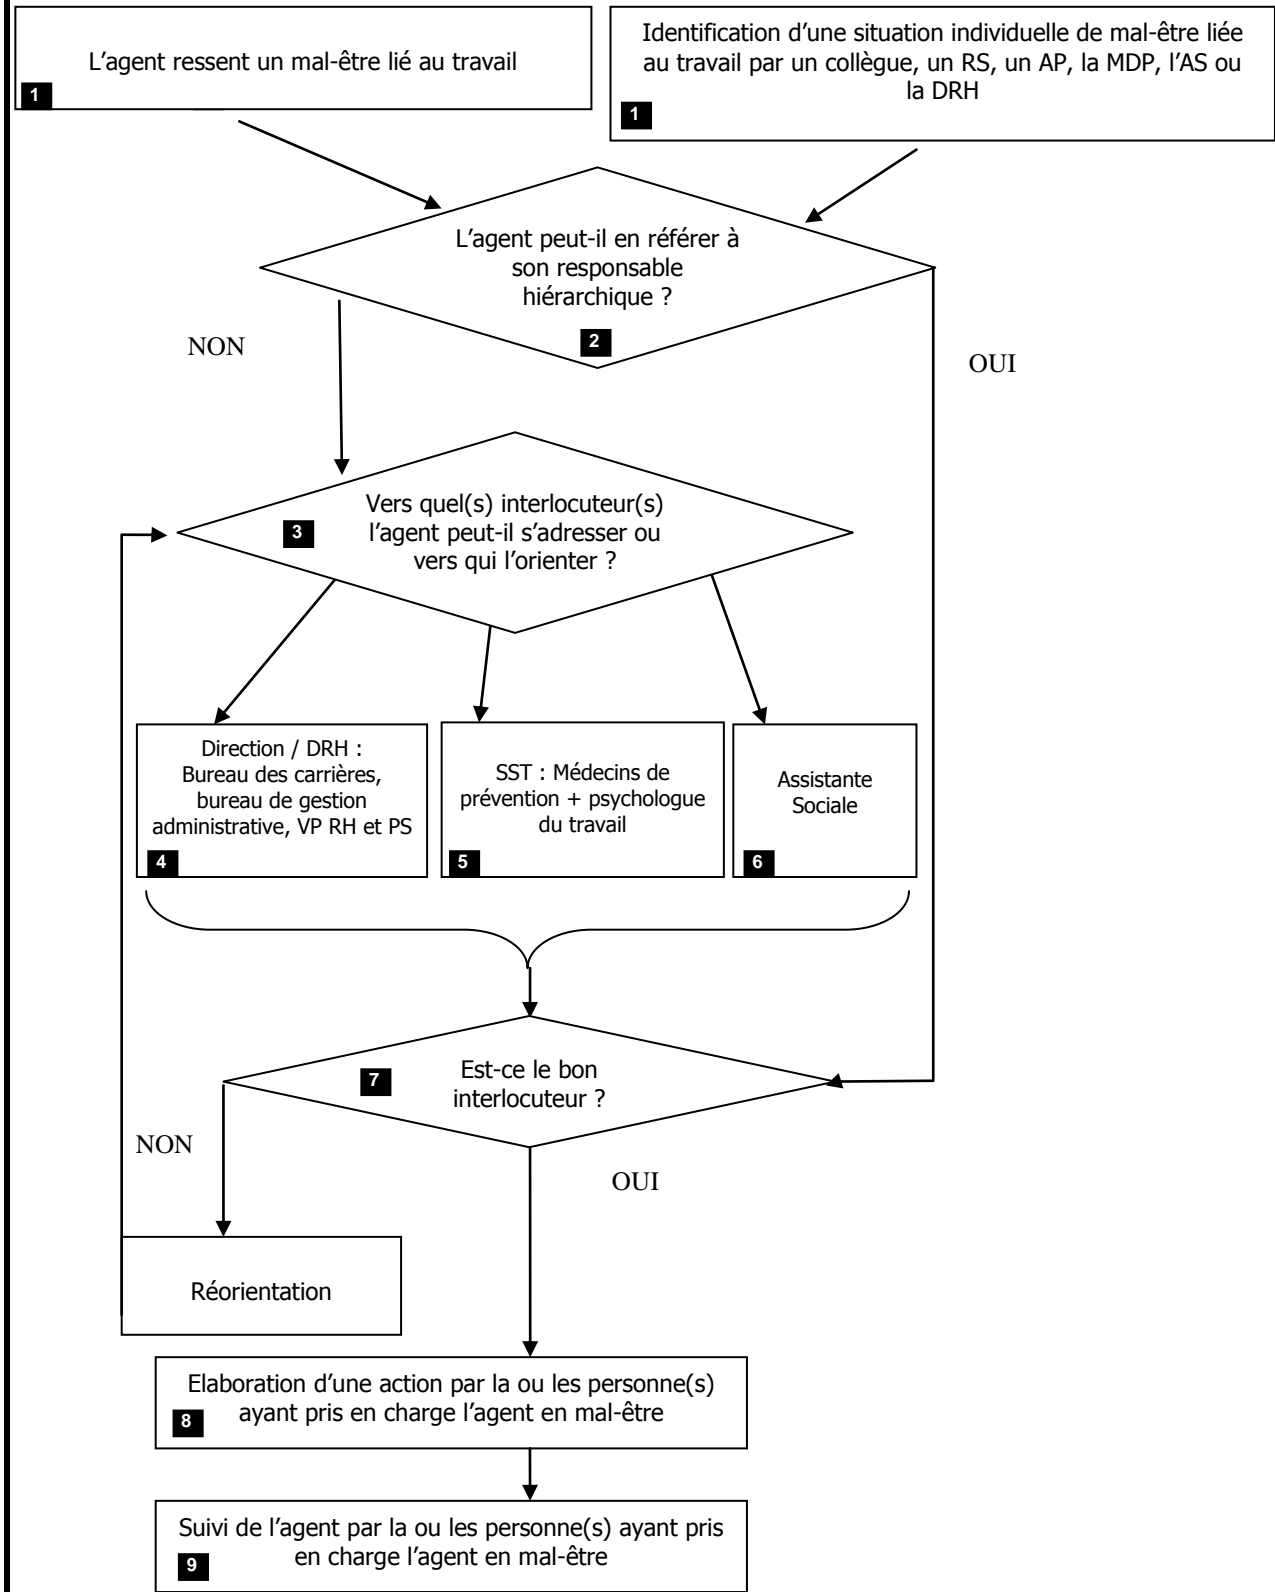 L’agent ressent un mal-être lié au travail
1
Identification d’une situation individuelle de mal-être liée
au travail par un collègue, un RS, un AP, la MDP, l’AS ou
la DRH
1
L’agent peut-il en référer à
son responsable
hiérarchique ?
2
NON
OUI
Vers quel(s) interlocuteur(s)
l’agent peut-il s’adresser ou
vers qui l’orienter ?
3
Direction / DRH :
Bureau des carrières,
bureau de gestion
administrative, VP RH et PS
4
SST : Médecins de
prévention + psychologue
du travail
5
Assistante
Sociale
6
Est-ce le bon
interlocuteur ?
7
NON
OUI
Réorientation
Elaboration d’une action par la ou les personne(s)
ayant pris en charge l’agent en mal-être
8
Suivi de l’agent par la ou les personne(s) ayant pris
en charge l’agent en mal-être
9